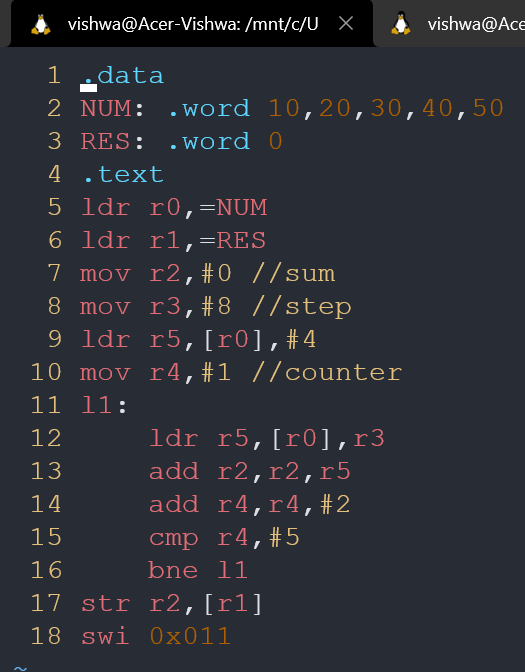 vishwa@Acer-Vishwa: /mnt/c/U
vishwa@Ace
1 .data
2 NUM: .word 10,20,30,40,50
3 RES: .word 0
4 .text
5 ldr r0,=NUM
6 ldr r1,=RES
7 mov r2,#0 //sum
8 mov r3,#8 //step
9 ldr r5,[r0],#4
10 mov r4,#1 //counter
11 l1:
12     ldr r5,[r0],r3
13     add r2,r2,r5
14     add r4,r4,#2
15     cmp r4,#5
16     bne l1
17 str r2,[r1]
18 swi 0x011
~